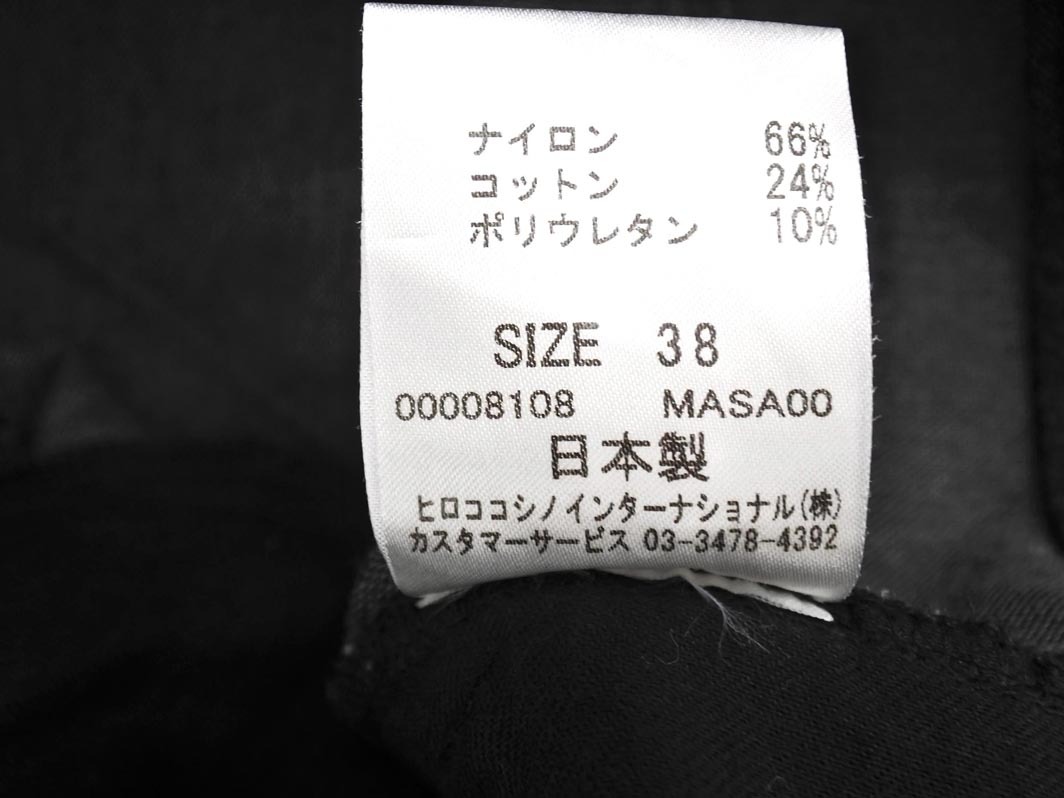 ナイロン 66%
コットン 24%
ポリウレタン 10%
SIZE 38
00008108 MASA00
日本製
ヒロココシノインターナショナル(株)
カスタマーサービス 03-3478-4392